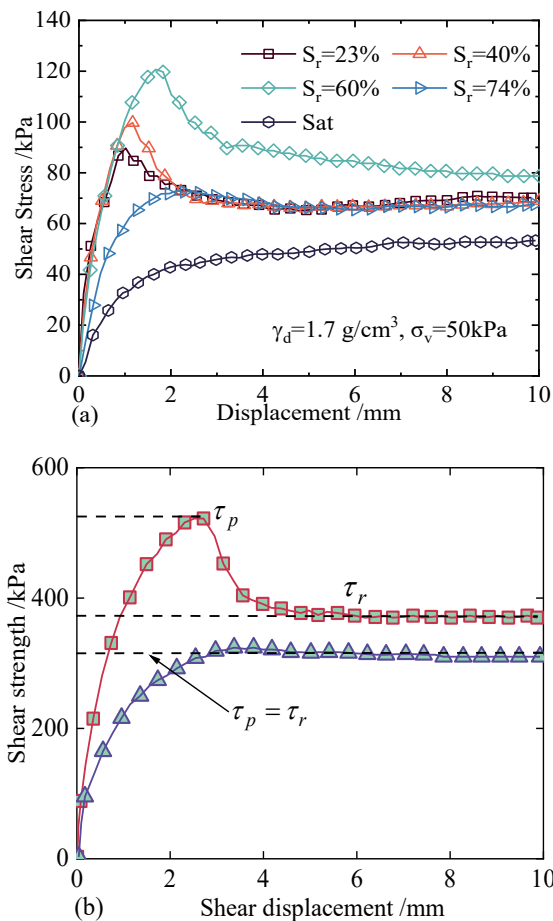 140
120
100
80
60
40
20
0
Shear Stress /kPa
S_r=23%
S_r=40%
S_r=60%
S_r=74%
Sat
γ_d=1.7 g/cm³, σ_v=50kPa
0 2 4 6 8 10
(a)
Displacement /mm
600
400
200
0
Shear strength /kPa
τ_p
τ_r
τ_p = τ_r
0 2 4 6 8 10
(b)
Shear displacement /mm